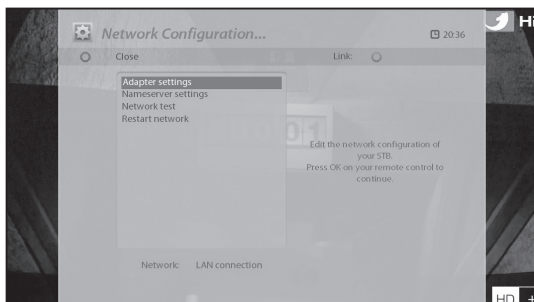 Network Configuration...
20:36
Hi
Close
Link:
Adapter settings
Nameserver settings
Network test
Restart network
Edit the network configuration of
your STB.
Press OK on your remote control to
continue.
Network: LAN connection
HD +